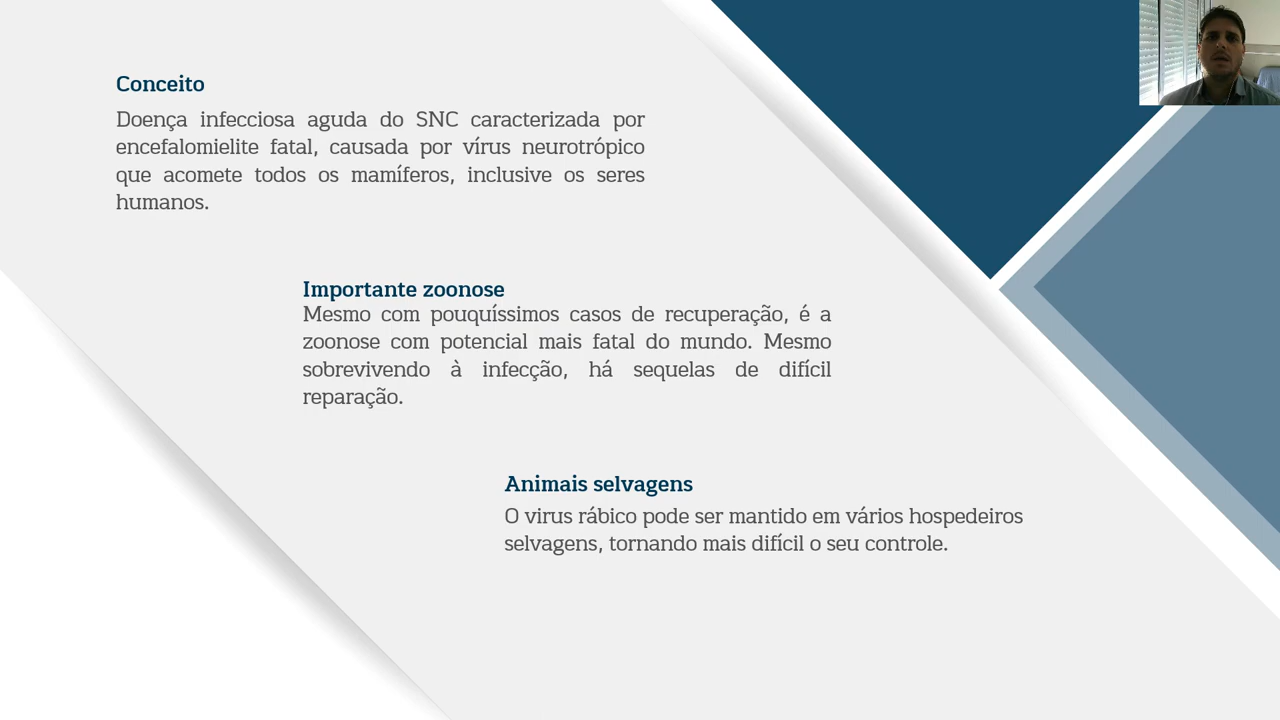 Conceito
Doença infecciosa aguda do SNC caracterizada por
encefalomielite fatal, causada por vírus neurotrópico
que acomete todos os mamíferos, inclusive os seres
humanos.
Importante zoonose
Mesmo com pouquíssimos casos de recuperação, é a
zoonose com potencial mais fatal do mundo. Mesmo
sobrevivendo à infecção, há sequelas de difícil
reparação.
Animais selvagens
O virus rábico pode ser mantido em vários hospedeiros
selvagens, tornando mais difícil o seu controle.